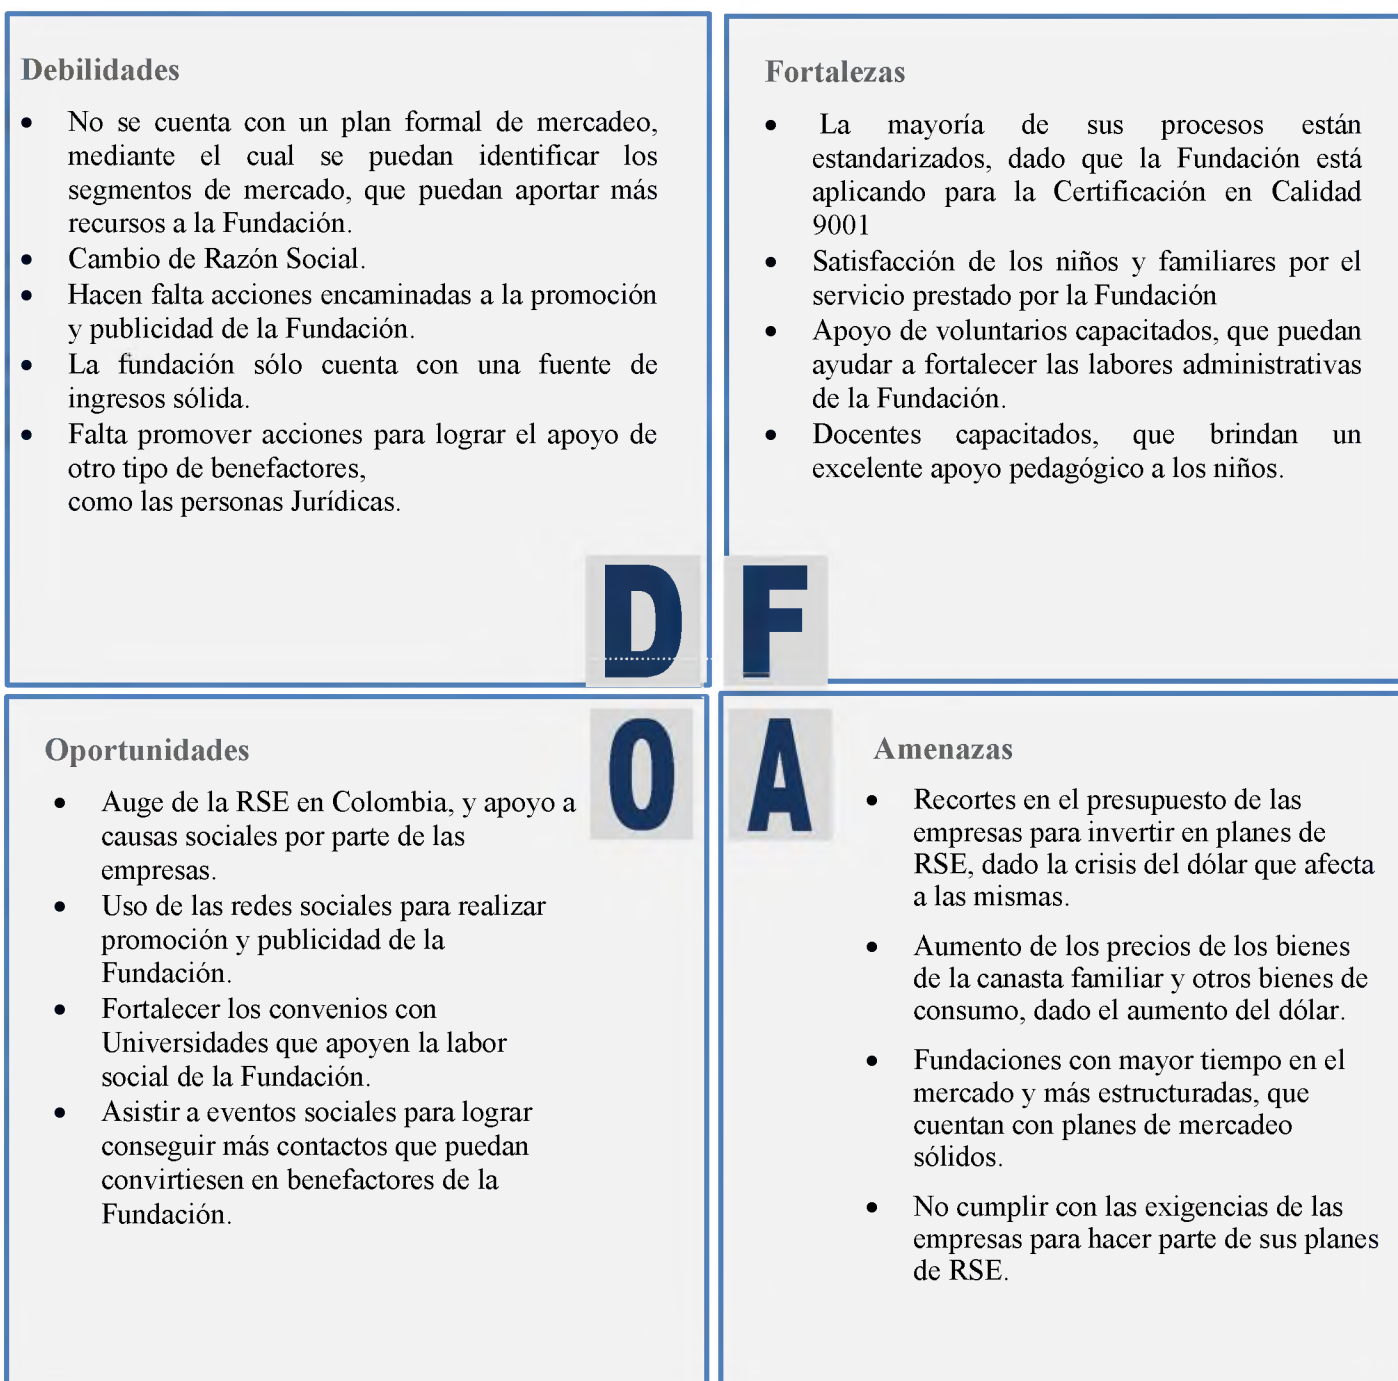 Debilidades
• No se cuenta con un plan formal de mercadeo,
mediante el cual se puedan identificar los
segmentos de mercado, que puedan aportar más
recursos a la Fundación.
• Cambio de Razón Social.
• Hacen falta acciones encaminadas a la promoción
y publicidad de la Fundación.
• La fundación sólo cuenta con una fuente de
ingresos sólida.
• Falta promover acciones para lograr el apoyo de
otro tipo de benefactores,
como las personas Jurídicas.
D
Fortalezas
• La mayoría de sus procesos están
estandarizados, dado que la Fundación está
aplicando para la Certificación en Calidad
9001
• Satisfacción de los niños y familiares por el
servicio prestado por la Fundación
• Apoyo de voluntarios capacitados, que puedan
ayudar a fortalecer las labores administrativas
de la Fundación.
• Docentes capacitados, que brindan un
excelente apoyo pedagógico a los niños.
F
Oportunidades
• Auge de la RSE en Colombia, y apoyo a
causas sociales por parte de las
empresas.
• Uso de las redes sociales para realizar
promoción y publicidad de la
Fundación.
• Fortalecer los convenios con
Universidades que apoyen la labor
social de la Fundación.
• Asistir a eventos sociales para lograr
conseguir más contactos que puedan
convirtiesen en benefactores de la
Fundación.
O
A
Amenazas
• Recortes en el presupuesto de las
empresas para invertir en planes de
RSE, dado la crisis del dólar que afecta
a las mismas.
• Aumento de los precios de los bienes
de la canasta familiar y otros bienes de
consumo, dado el aumento del dólar.
• Fundaciones con mayor tiempo en el
mercado y más estructuradas, que
cuentan con planes de mercadeo
sólidos.
• No cumplir con las exigencias de las
empresas para hacer parte de sus planes
de RSE.